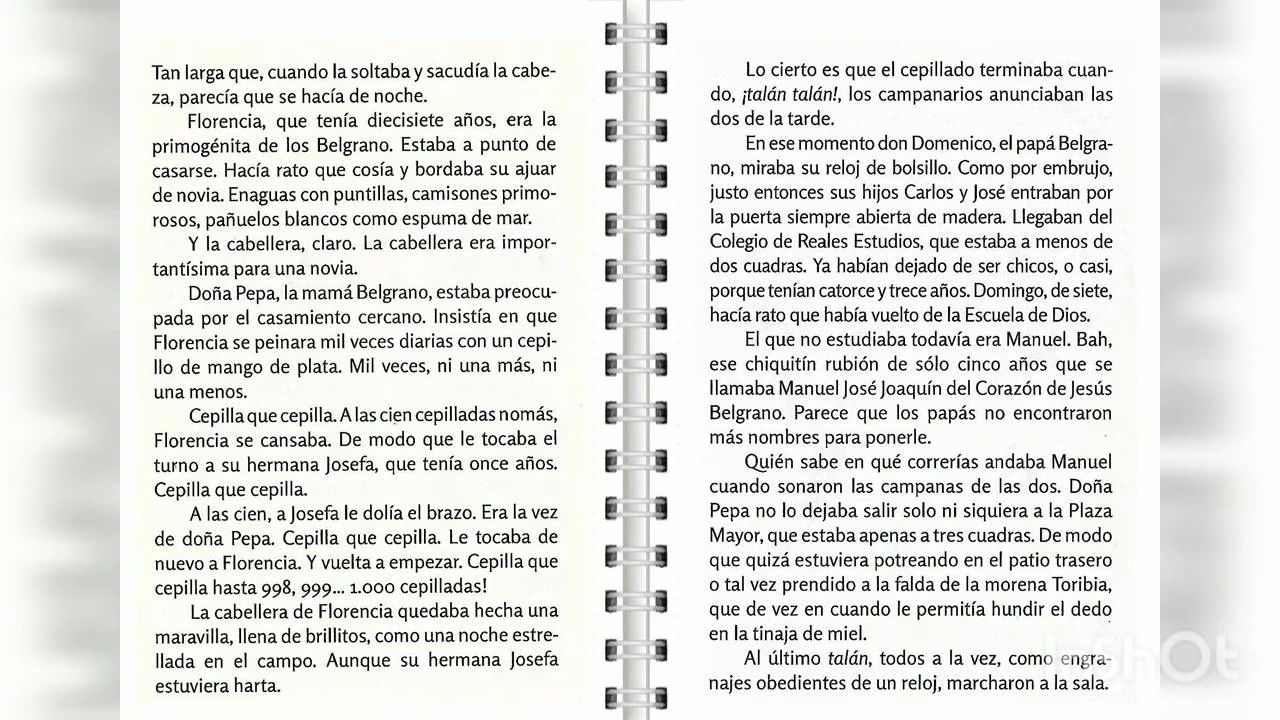 Tan larga que, cuando la soltaba y sacudía la cabe-
za, parecía que se hacía de noche.
Florencia, que tenía diecisiete años, era la
primogénita de los Belgrano. Estaba a punto de
casarse. Hacía rato que cosía y bordaba su ajuar
de novia. Enaguas con puntillas, camisones primo-
rosos, pañuelos blancos como espuma de mar.
Y la cabellera, claro. La cabellera era impor-
tantísima para una novia.
Doña Pepa, la mamá Belgrano, estaba preocu-
pada por el casamiento cercano. Insistía en que
Florencia se peinara mil veces diarias con un cepi-
llo de mango de plata. Mil veces, ni una más, ni
una menos.
Cepilla que cepilla. A las cien cepilladas nomás,
Florencia se cansaba. De modo que le tocaba el
turno a su hermana Josefa, que tenía once años.
Cepilla que cepilla.
A las cien, a Josefa le dolía el brazo. Era la vez
de doña Pepa. Cepilla que cepilla. Le tocaba de
nuevo a Florencia. Y vuelta a empezar. Cepilla que
cepilla hasta 998, 999... 1.000 cepilladas!
La cabellera de Florencia quedaba hecha una
maravilla, llena de brillitos, como una noche estre-
llada en el campo. Aunque su hermana Josefa
estuviera harta.
Lo cierto es que el cepillado terminaba cuan-
do, ¡talán talán!, los campanarios anunciaban las
dos de la tarde.
En ese momento don Domenico, el papá Belgra-
no, miraba su reloj de bolsillo. Como por embrujo,
justo entonces sus hijos Carlos y José entraban por
la puerta siempre abierta de madera. Llegaban del
Colegio de Reales Estudios, que estaba a menos de
dos cuadras. Ya habían dejado de ser chicos, o casi,
porque tenían catorce y trece años. Domingo, de siete,
hacía rato que había vuelto de la Escuela de Dios.
El que no estudiaba todavía era Manuel. Bah,
ese chiquitín rubión de sólo cinco años que se
llamaba Manuel José Joaquín del Corazón de Jesús
Belgrano. Parece que los papás no encontraron
más nombres para ponerle.
Quién sabe en qué correrías andaba Manuel
cuando sonaron las campanas de las dos. Doña
Pepa no lo dejaba salir solo ni siquiera a la Plaza
Mayor, que estaba apenas a tres cuadras. De modo
que quizá estuviera potreando en el patio trasero
o tal vez prendido a la falda de la morena Toribia,
que de vez en cuando le permitía hundir el dedo
en la tinaja de miel.
Al último talán, todos a la vez, como engra-
najes obedientes de un reloj, marcharon a la sala.